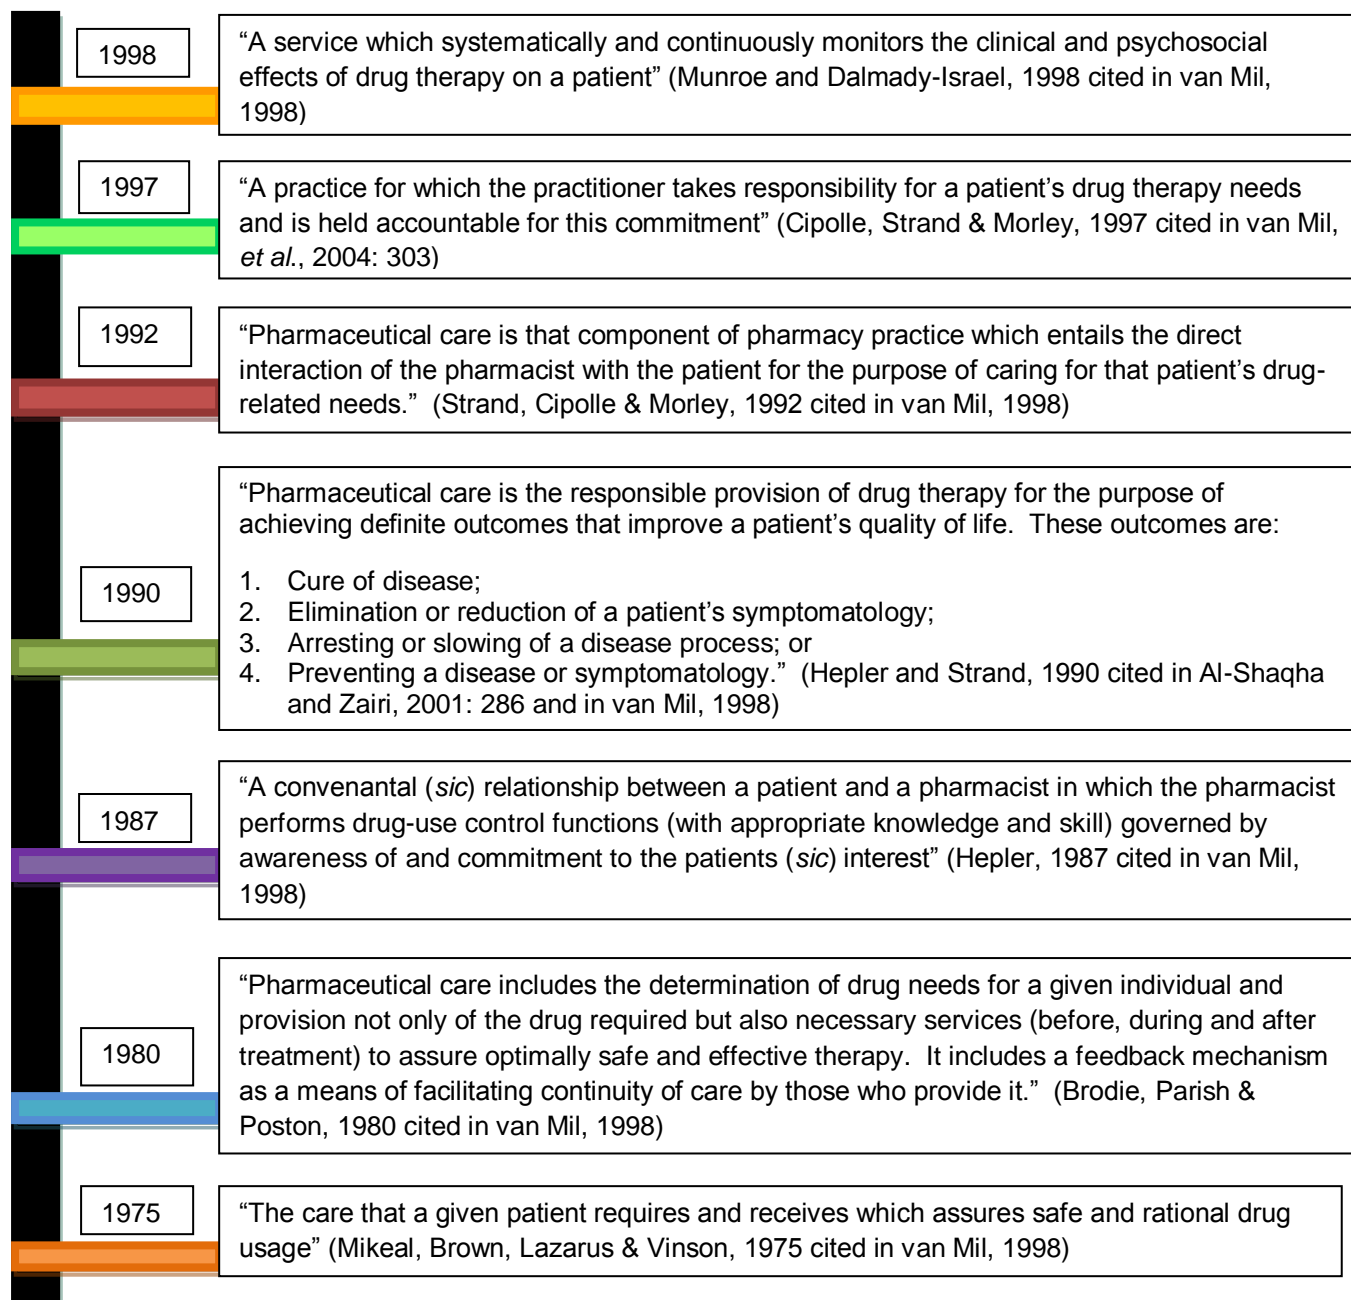 1998
“A service which systematically and continuously monitors the clinical and psychosocial
effects of drug therapy on a patient” (Munroe and Dalmady-Israel, 1998 cited in van Mil,
1998)
1997
“A practice for which the practitioner takes responsibility for a patient’s drug therapy needs
and is held accountable for this commitment” (Cipolle, Strand & Morley, 1997 cited in van Mil,
et al., 2004: 303)
1992
“Pharmaceutical care is that component of pharmacy practice which entails the direct
interaction of the pharmacist with the patient for the purpose of caring for that patient’s drug-
related needs.”  (Strand, Cipolle & Morley, 1992 cited in van Mil, 1998)
1990
“Pharmaceutical care is the responsible provision of drug therapy for the purpose of
achieving definite outcomes that improve a patient’s quality of life.  These outcomes are:
1. Cure of disease;
2. Elimination or reduction of a patient’s symptomatology;
3. Arresting or slowing of a disease process; or
4. Preventing a disease or symptomatology.”  (Hepler and Strand, 1990 cited in Al-Shaqha
and Zairi, 2001: 286 and in van Mil, 1998)
1987
“A convenantal (sic) relationship between a patient and a pharmacist in which the pharmacist
performs drug-use control functions (with appropriate knowledge and skill) governed by
awareness of and commitment to the patients (sic) interest” (Hepler, 1987 cited in van Mil,
1998)
1980
“Pharmaceutical care includes the determination of drug needs for a given individual and
provision not only of the drug required but also necessary services (before, during and after
treatment) to assure optimally safe and effective therapy.  It includes a feedback mechanism
as a means of facilitating continuity of care by those who provide it.”  (Brodie, Parish &
Poston, 1980 cited in van Mil, 1998)
1975
“The care that a given patient requires and receives which assures safe and rational drug
usage” (Mikeal, Brown, Lazarus & Vinson, 1975 cited in van Mil, 1998)